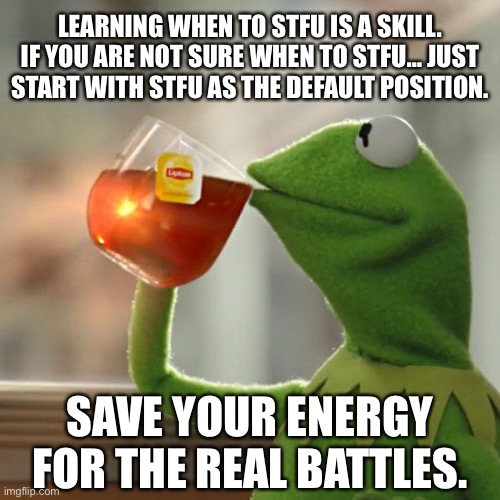 LEARNING WHEN TO STFU IS A SKILL.
IF YOU ARE NOT SURE WHEN TO STFU... JUST
START WITH STFU AS THE DEFAULT POSITION.
Lipton
SAVE YOUR ENERGY
FOR THE REAL BATTLES.
imgflip.com